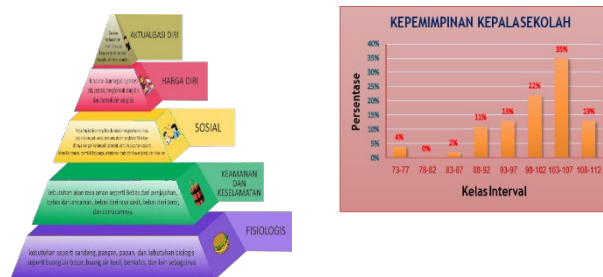 AKTUALISASI DIRI
HARGA DIRI
SOSIAL
KEAMANAN
DAN
KESELAMATAN
kebutuhan akan rasa aman seperti Bebas dari penjajahan,
bebas dari ancaman, bebas dari rasa sakit, bebas dari teror,
dan semacamnya.
FISIOLOGIS
kebutuhan seperti sandang, pangan, papan, dan kebutuhan biologis
seperti buang air besar, buang air kecil, bernafas, dan lain sebagainya.
KEPEMIMPINAN KEPALASEKOLAH
Persentase
40%
35%
30%
25%
20%
15%
10%
5%
0%
4%
0%
2%
11%
13%
22%
35%
13%
73-77 78-82 83-87 88-92 93-97 98-102 103-107 108-112
Kelas Interval